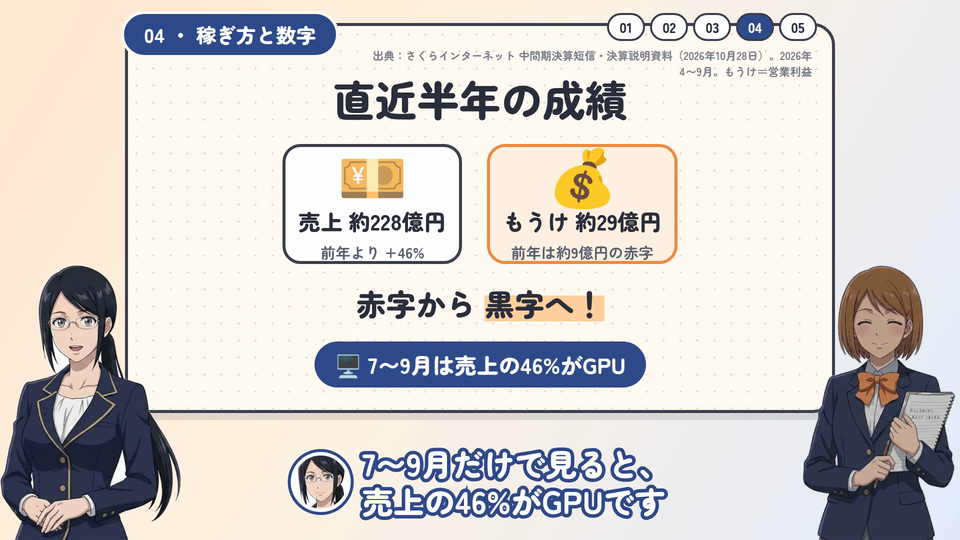 04 ・ 稼ぎ方と数字
01 02 03 04 05
出典：さくらインターネット 中間期決算短信・決算説明資料（2026年10月28日）。2026年
4〜9月。もうけ＝営業利益
直近半年の成績
売上 約228億円
前年より ＋46%
もうけ 約29億円
前年は約9億円の赤字
赤字から 黒字へ！
7〜9月は売上の46%がGPU
7〜9月だけで見ると、
売上の46%がGPUです